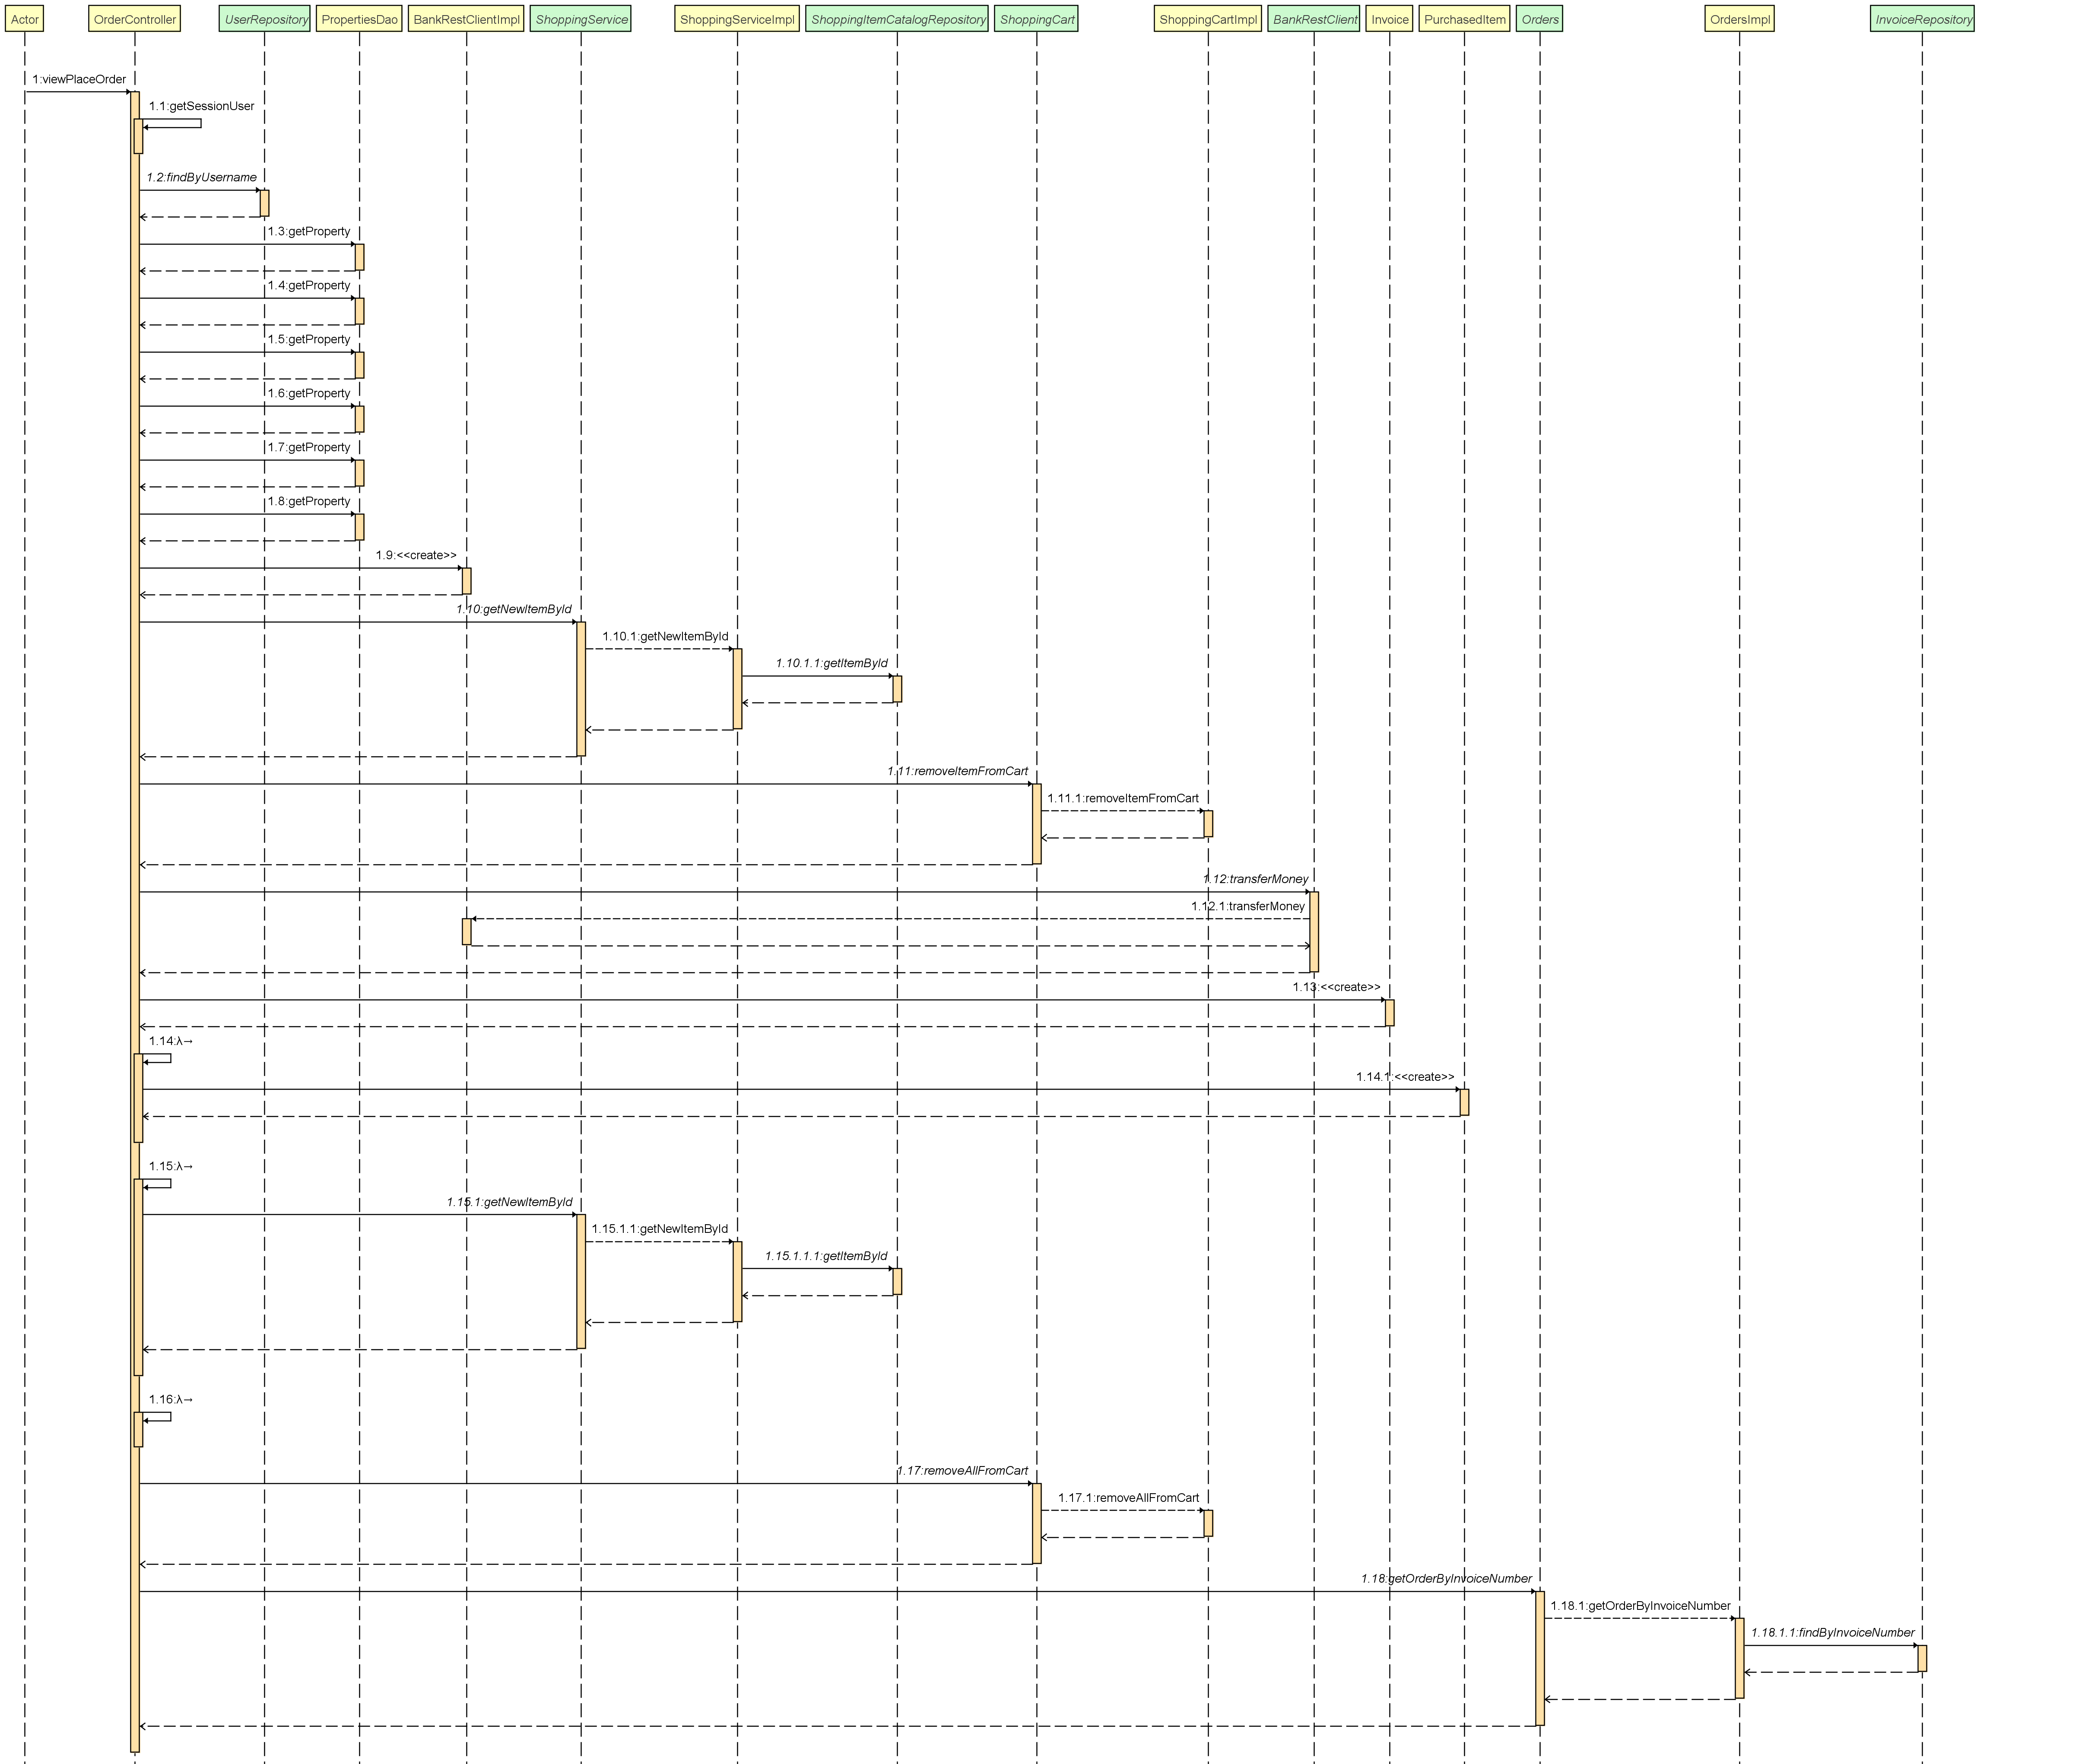 Actor
OrderController
UserRepository
PropertiesDao
BankRestClientImpl
ShoppingService
ShoppingServiceImpl
ShoppingItemCatalogRepository
ShoppingCart
ShoppingCartImpl
BankRestClient
Invoice
PurchasedItem
Orders
OrdersImpl
InvoiceRepository
1:viewPlaceOrder
1.1:getSessionUser
1.2:findByUsername
1.3:getProperty
1.4:getProperty
1.5:getProperty
1.6:getProperty
1.7:getProperty
1.8:getProperty
1.9:<<create>>
1.10:getNewItemById
1.10.1:getNewItemById
1.10.1.1:getItemById
1.11:removeItemFromCart
1.11.1:removeItemFromCart
1.12:transferMoney
1.12.1:transferMoney
1.13:<<create>>
1.14:λ→
1.14.1:<<create>>
1.15:λ→
1.15.1:getNewItemById
1.15.1.1:getNewItemById
1.15.1.1.1:getItemById
1.16:λ→
1.17:removeAllFromCart
1.17.1:removeAllFromCart
1.18:getOrderByInvoiceNumber
1.18.1:getOrderByInvoiceNumber
1.18.1.1:findByInvoiceNumber